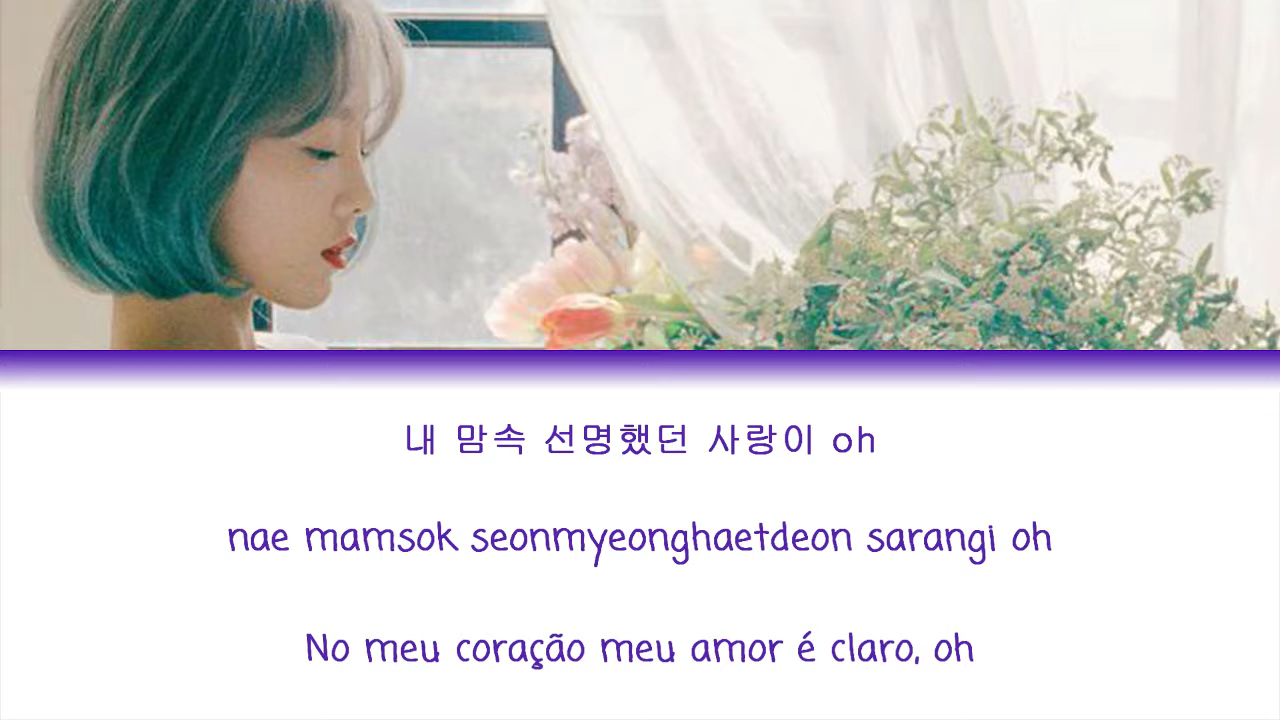 내 맘속 선명했던 사랑이 oh
nae mamsok seonmyeonghaetdeon sarangi oh
No meu coração meu amor é claro, oh